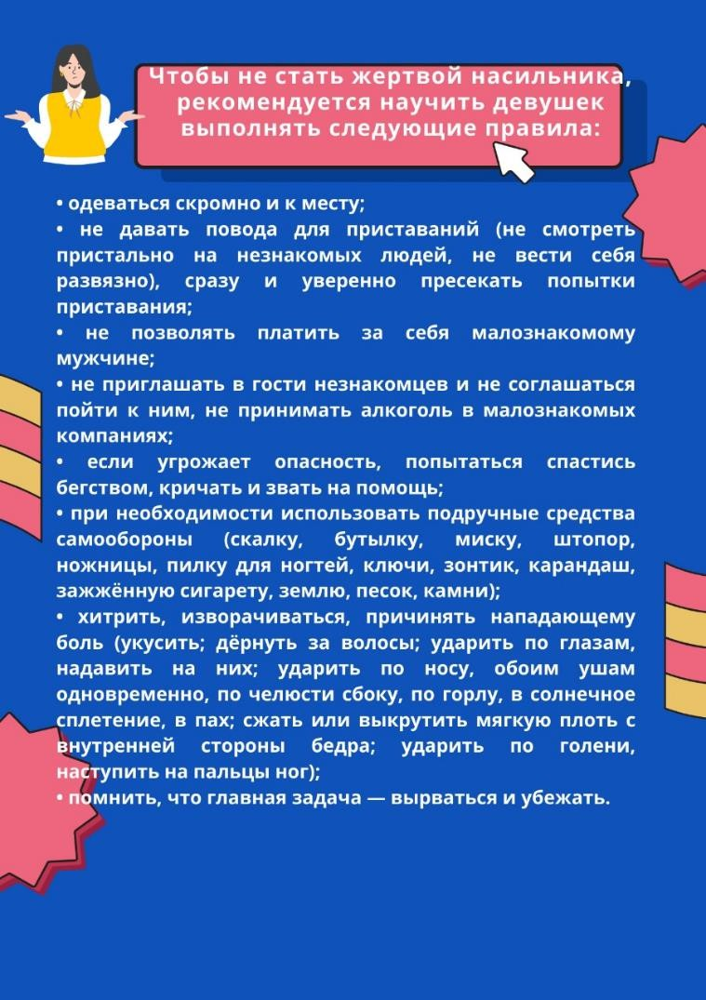 Чтобы не стать жертвой насильника,
рекомендуется научить девушек
выполнять следующие правила:
• одеваться скромно и к месту;
• не давать повода для приставаний (не смотреть
пристально на незнакомых людей, не вести себя
развязно), сразу и уверенно пресекать попытки
приставания;
• не позволять платить за себя малознакомому
мужчине;
• не приглашать в гости незнакомцев и не соглашаться
пойти к ним, не принимать алкоголь в малознакомых
компаниях;
• если угрожает опасность, попытаться спастись
бегством, кричать и звать на помощь;
• при необходимости использовать подручные средства
самообороны (скалку, бутылку, миску, штопор,
ножницы, пилку для ногтей, ключи, зонтик, карандаш,
зажжённую сигарету, землю, песок, камни);
• хитрить, изворачиваться, причинять нападающему
боль (укусить; дёрнуть за волосы; ударить по глазам,
надавить на них; ударить по носу, обоим ушам
одновременно, по челюсти сбоку, по горлу, в солнечное
сплетение, в пах; сжать или выкрутить мягкую плоть с
внутренней стороны бедра; ударить по голени,
наступить на пальцы ног);
• помнить, что главная задача — вырваться и убежать.